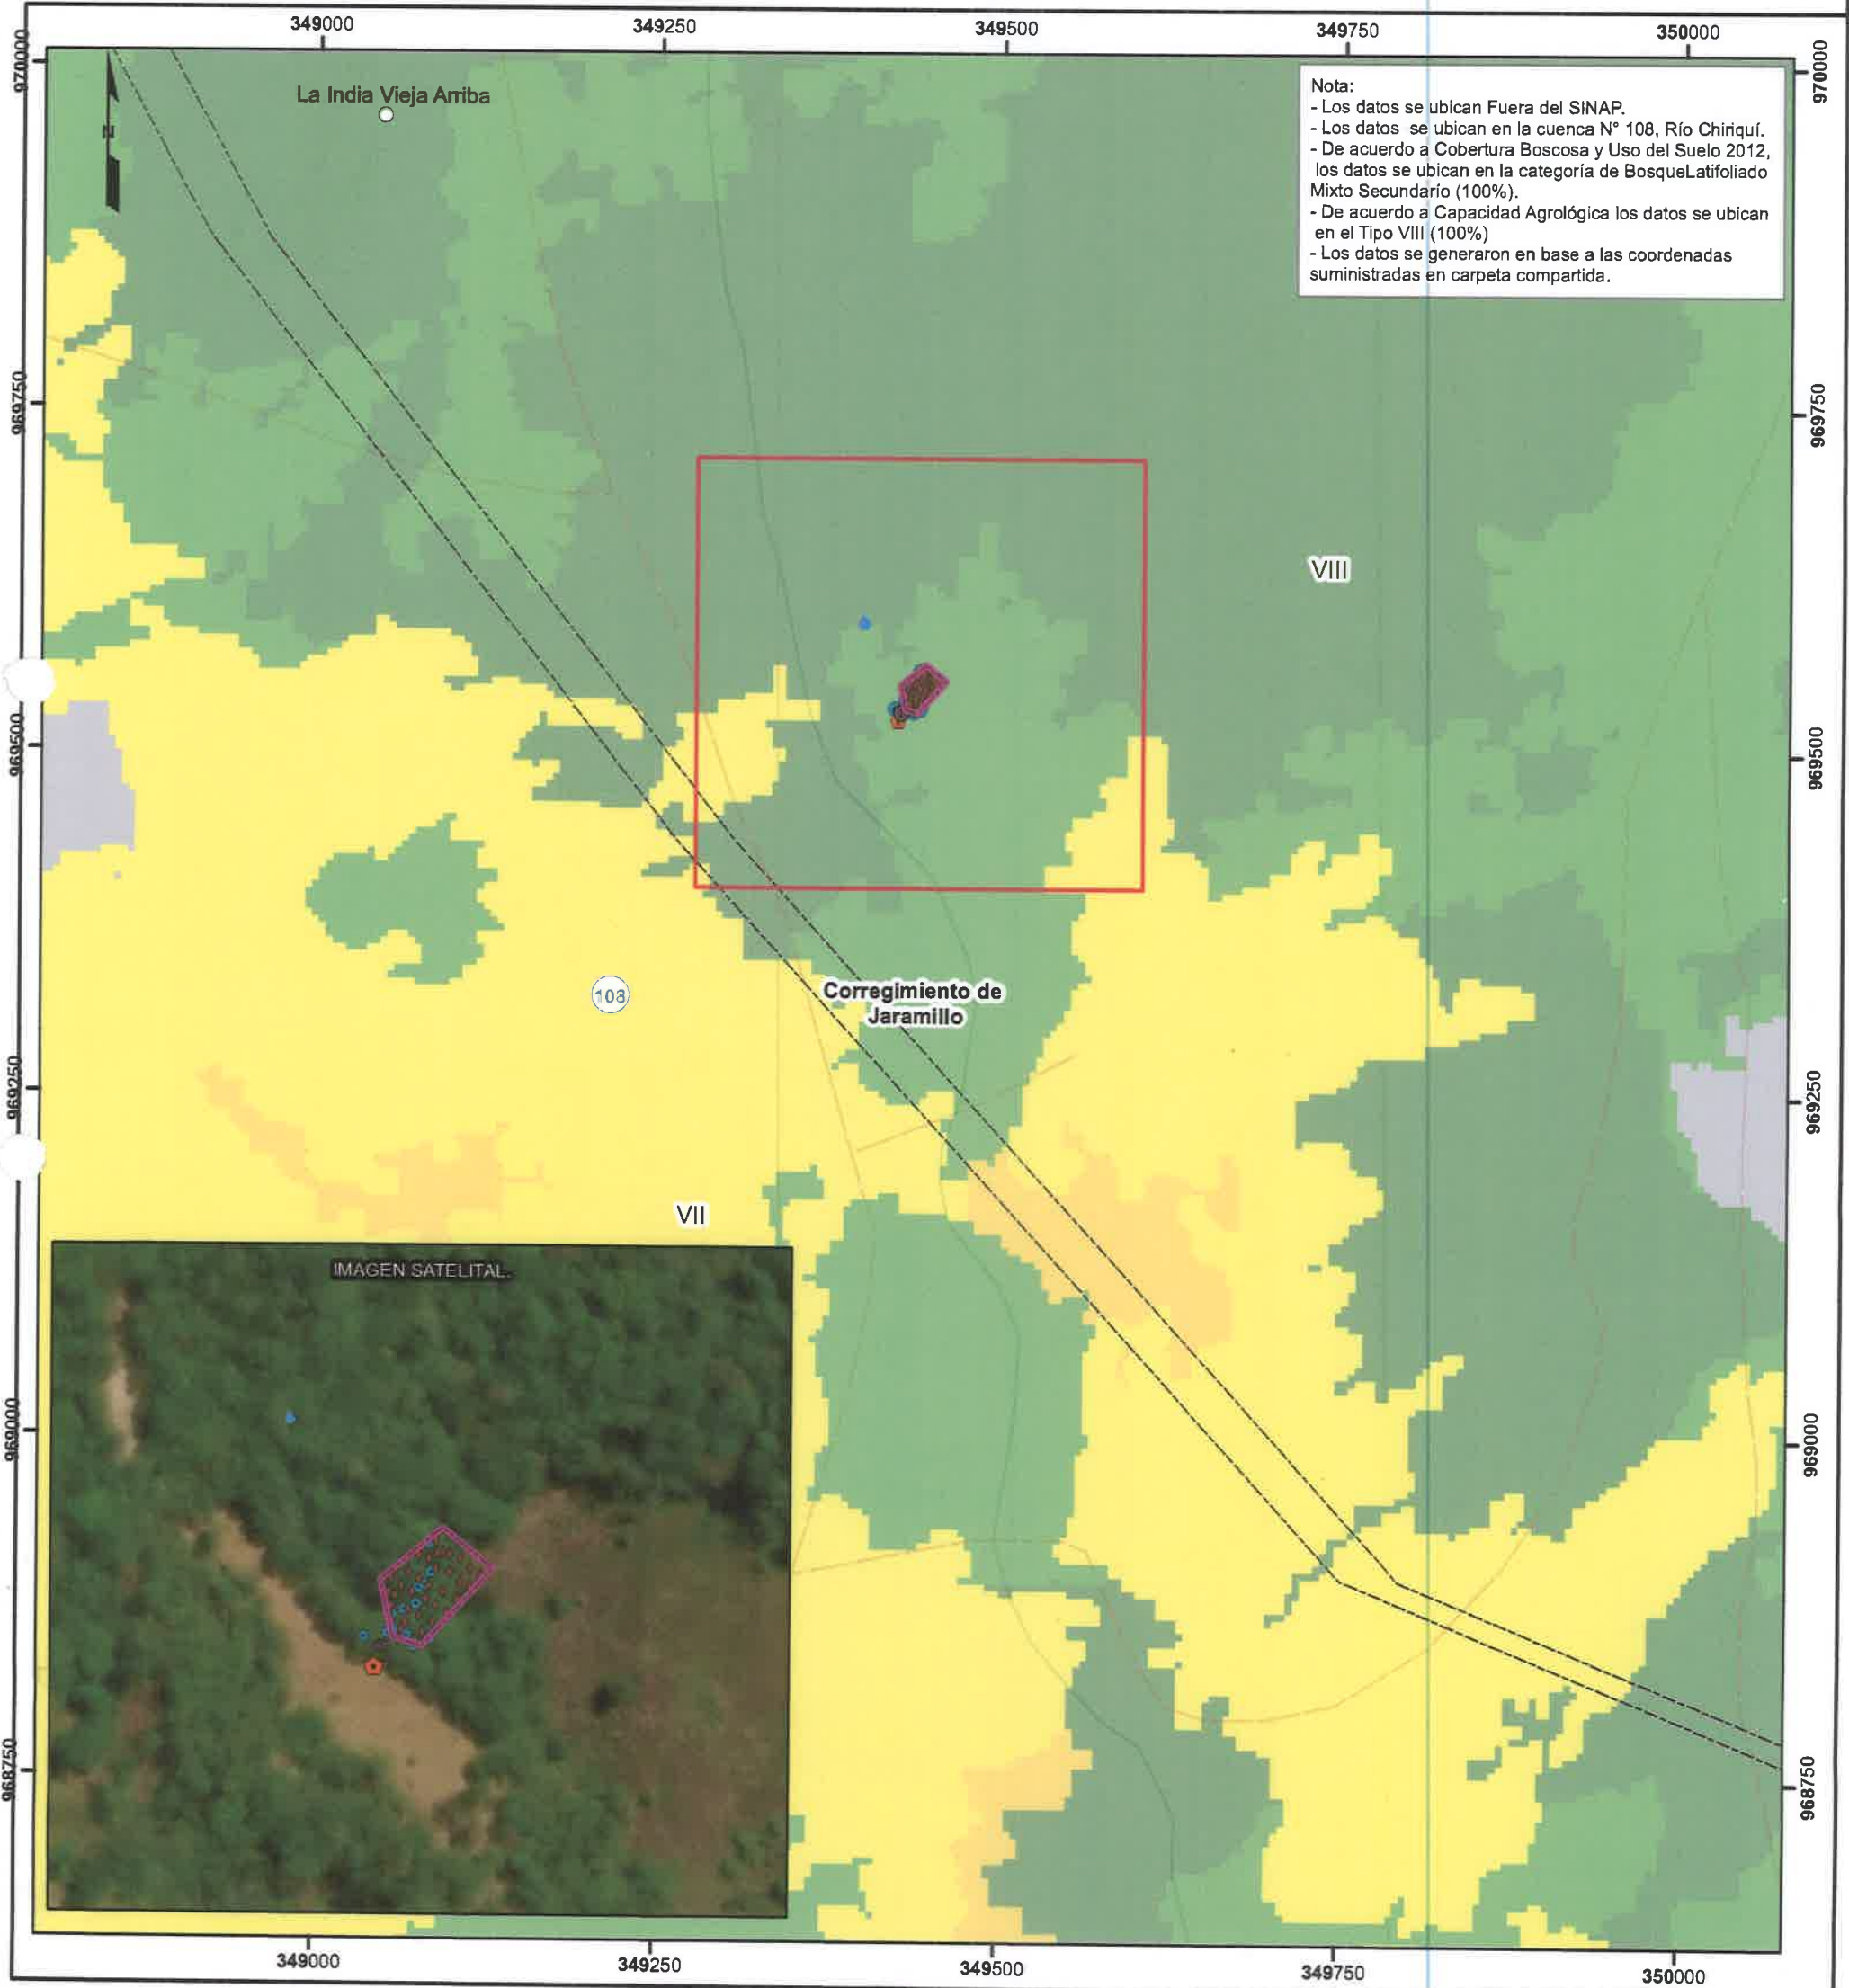 349000
349250
349500
349750
350000
970000
970000
La India Vieja Arriba
N
Nota:
- Los datos se ubican Fuera del SINAP.
- Los datos se ubican en la cuenca N° 108, Río Chiriquí.
- De acuerdo a Cobertura Boscosa y Uso del Suelo 2012,
los datos se ubican en la categoría de BosqueLatifoliado
Mixto Secundario (100%).
- De acuerdo a Capacidad Agrológica los datos se ubican
en el Tipo VIII (100%)
- Los datos se generaron en base a las coordenadas
suministradas en carpeta compartida.
969750
969750
VIII
969500
969500
108
Corregimiento de
Jaramillo
969250
969250
VII
IMAGEN SATELITAL.
969000
969000
968750
968750
349000
349250
349500
349750
350000